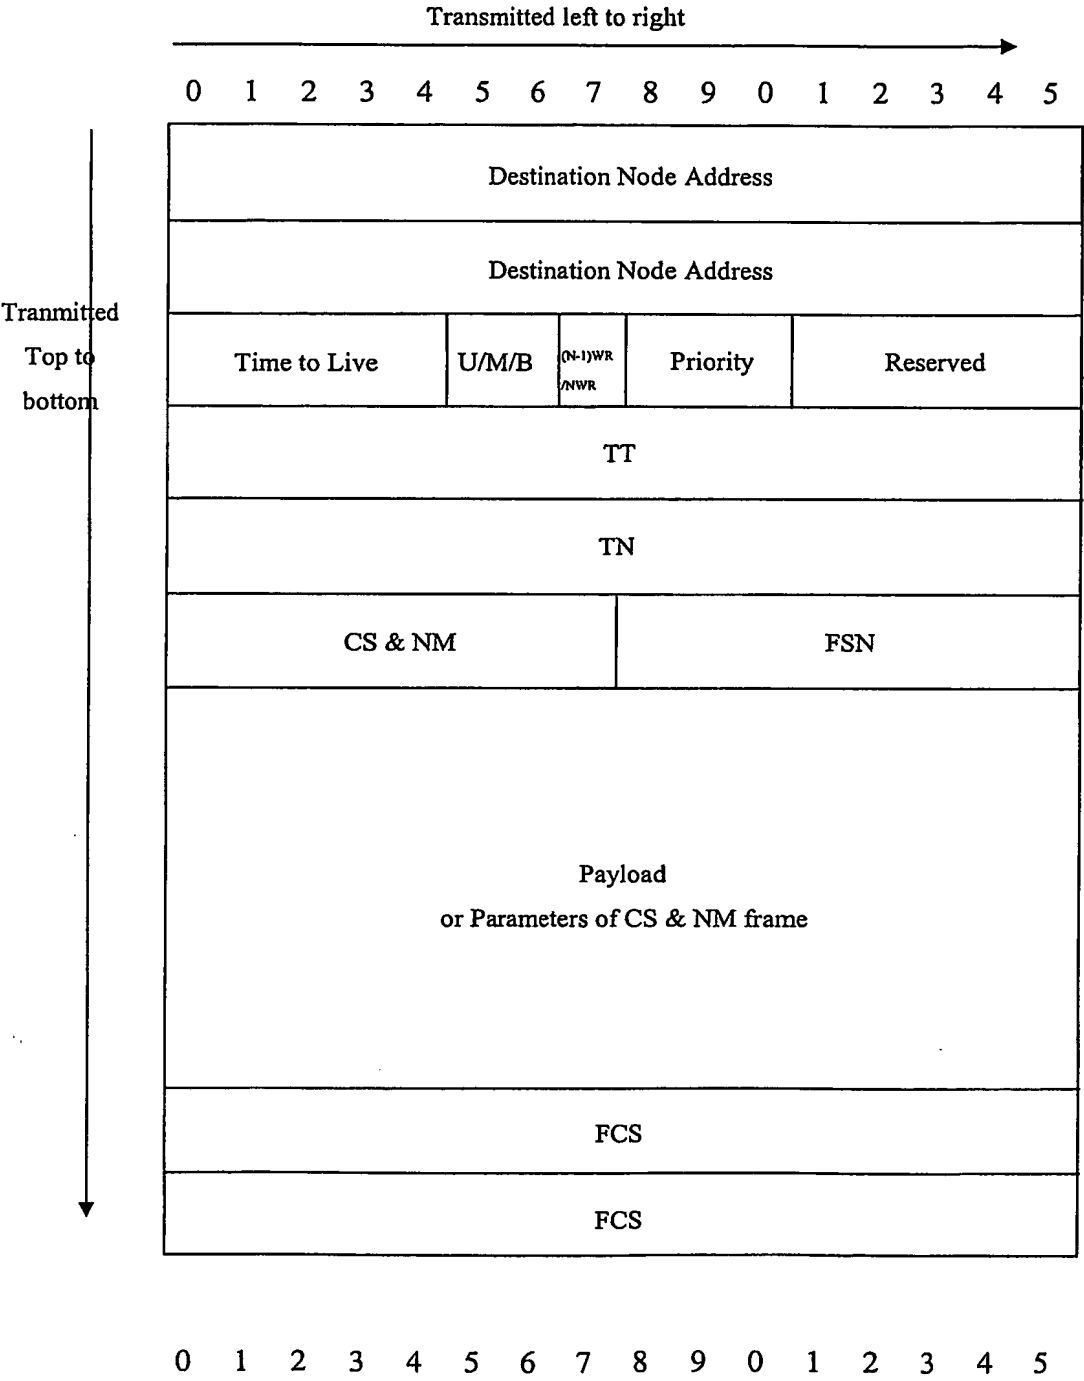 Transmitted left to right
0 1 2 3 4 5 6 7 8 9 0 1 2 3 4 5
Destination Node Address
Destination Node Address
Tranmitted
Top to
bottom
Time to Live
U/M/B
(N-1)WR
/NWR
Priority
Reserved
TT
TN
CS & NM
FSN
Payload
or Parameters of CS & NM frame
FCS
FCS
0 1 2 3 4 5 6 7 8 9 0 1 2 3 4 5